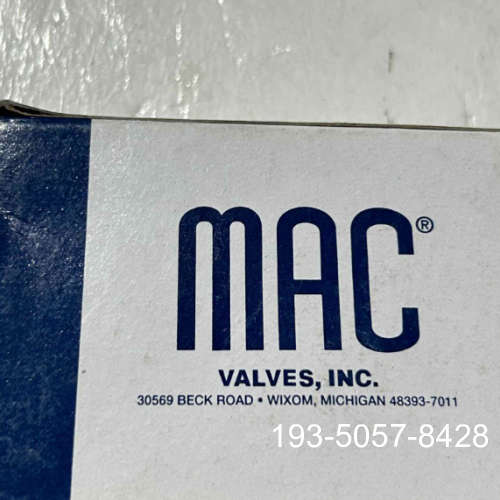 MAC®
VALVES, INC.
30569 BECK ROAD • WIXOM, MICHIGAN 48393-7011
193-5057-8428